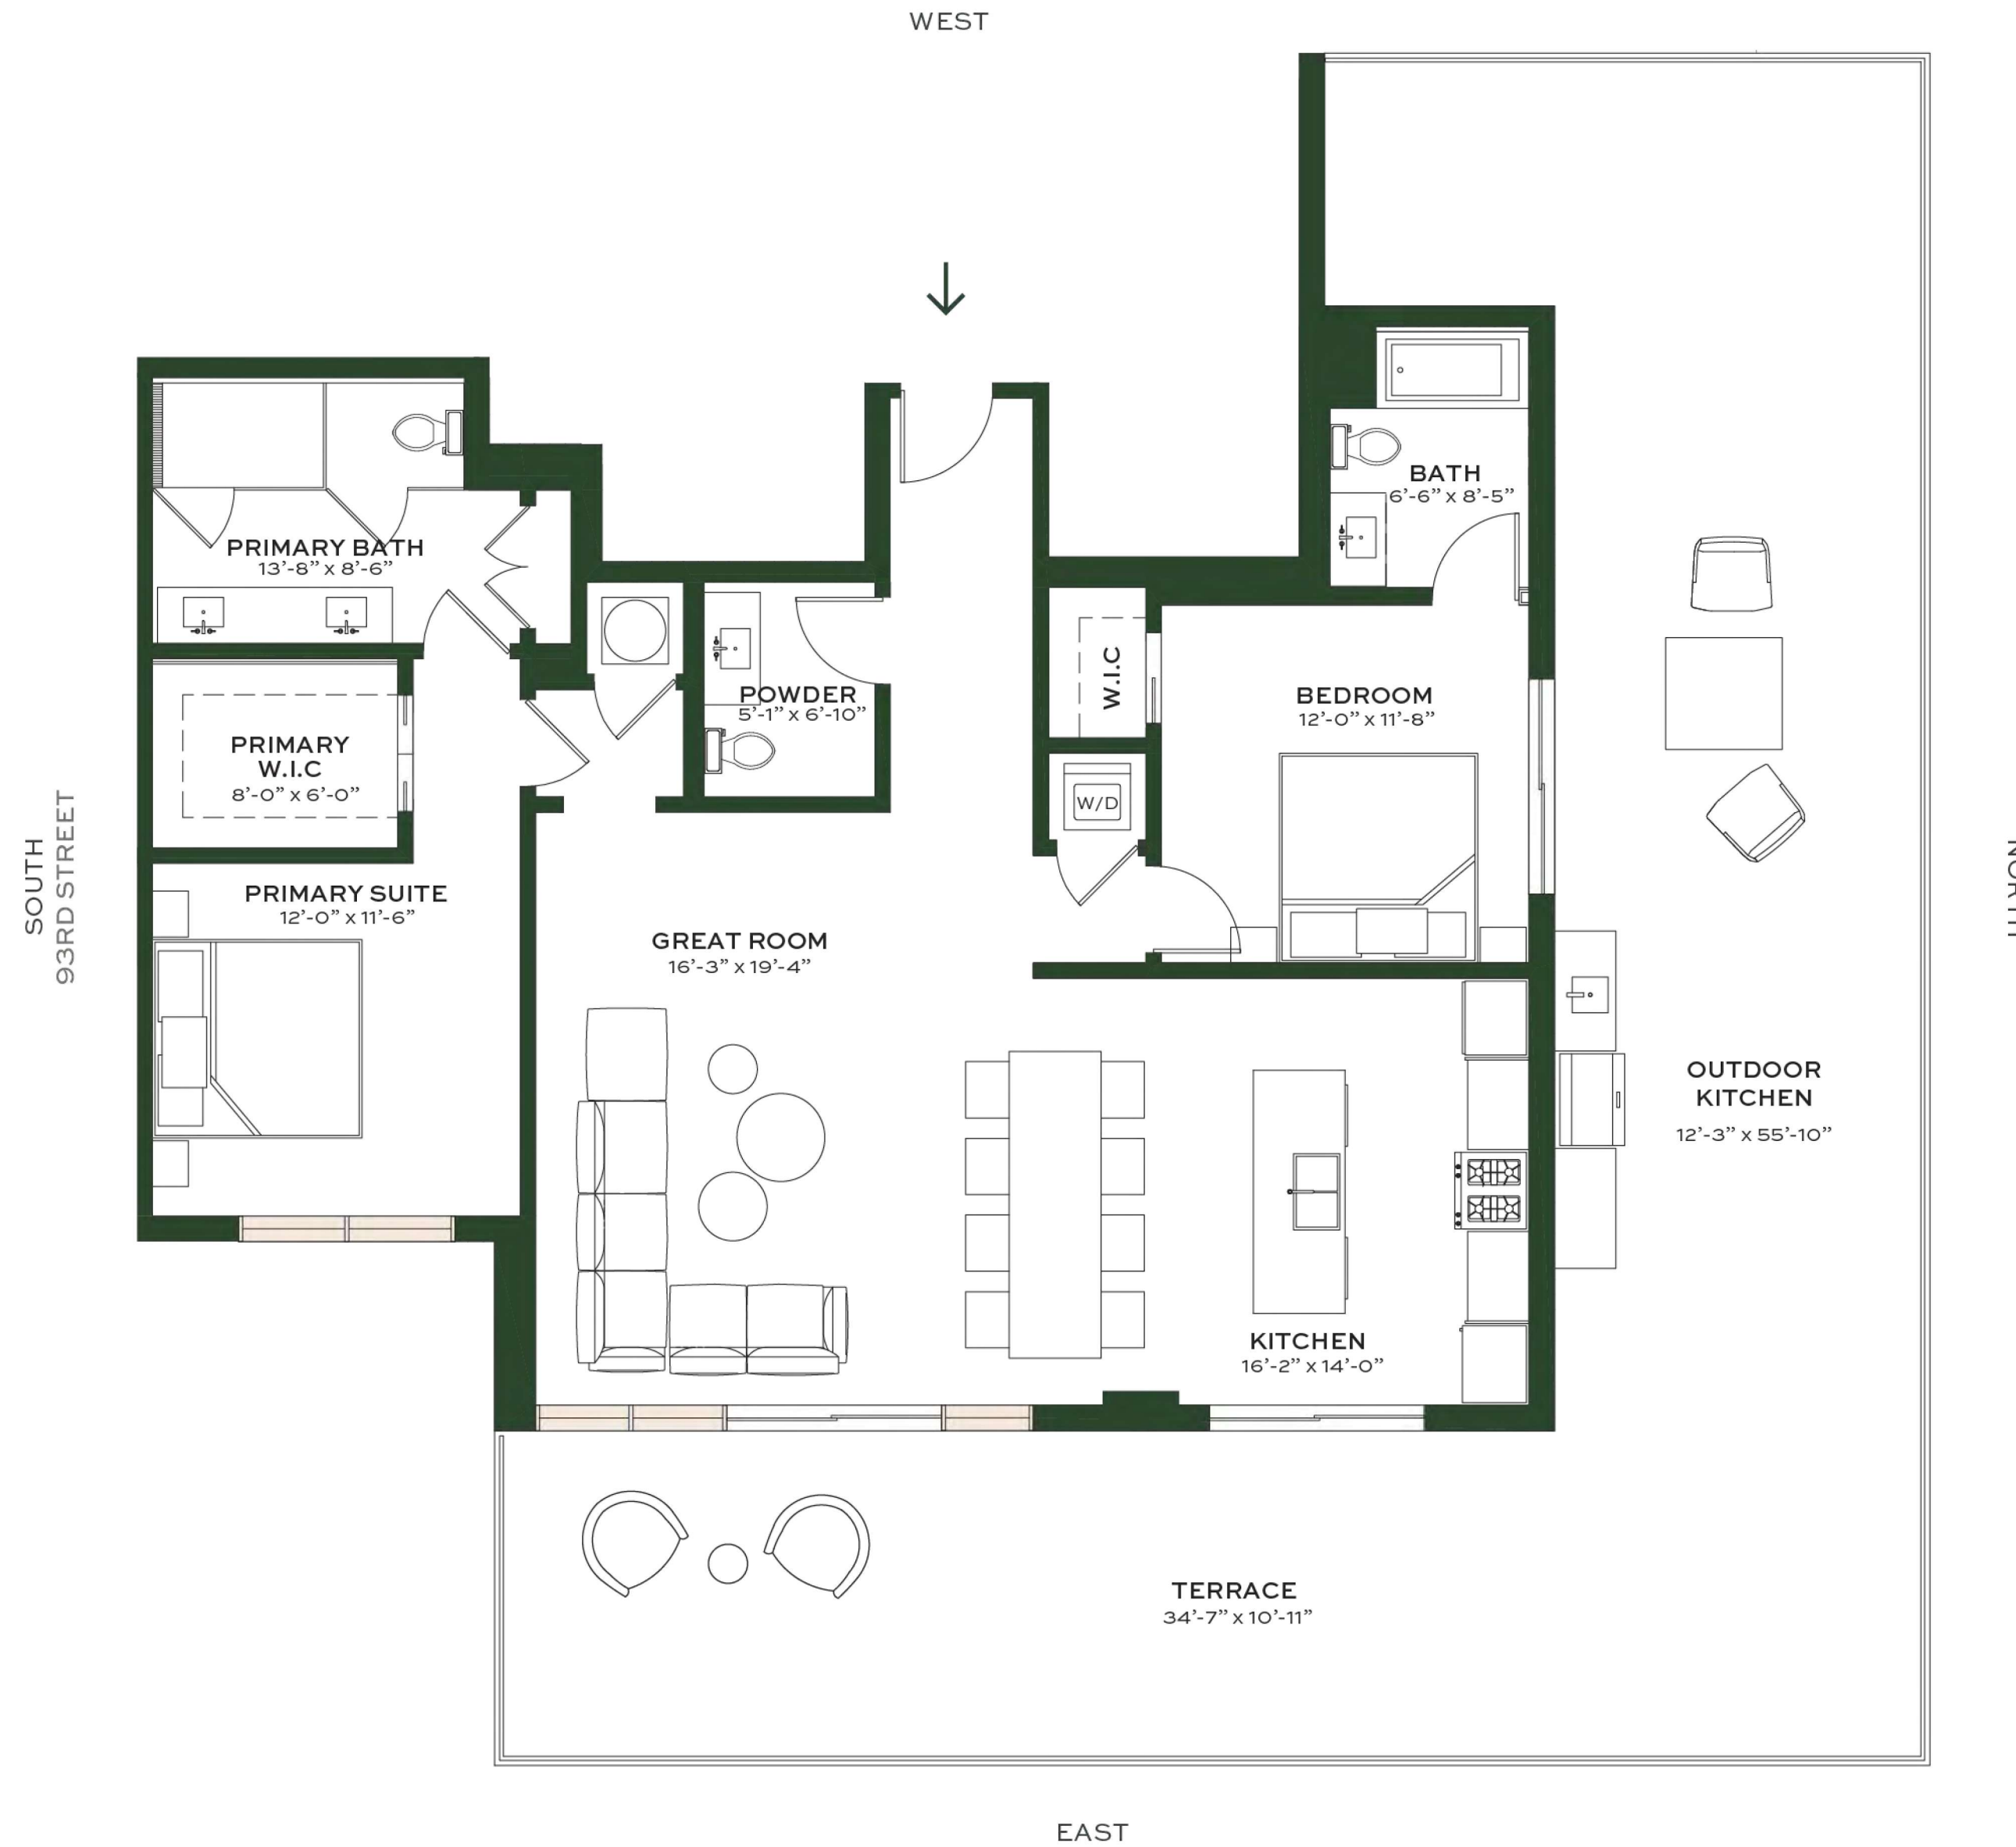 WEST
PRIMARY BATH
13'-8” x 8'-6”
BATH
6'-6” x 8'-5”
POWDER
5'-1” x 6'-10”
W.I.C
BEDROOM
12'-0” x 11'-8”
PRIMARY
W.I.C
8'-0” x 6'-0”
W/D
SOUTH
93RD STREET
PRIMARY SUITE
12'-0” x 11'-6”
GREAT ROOM
16'-3” x 19'-4”
OUTDOOR
KITCHEN
12'-3” x 55'-10”
KITCHEN
16'-2” x 14'-0”
TERRACE
34'-7” x 10'-11”
EAST